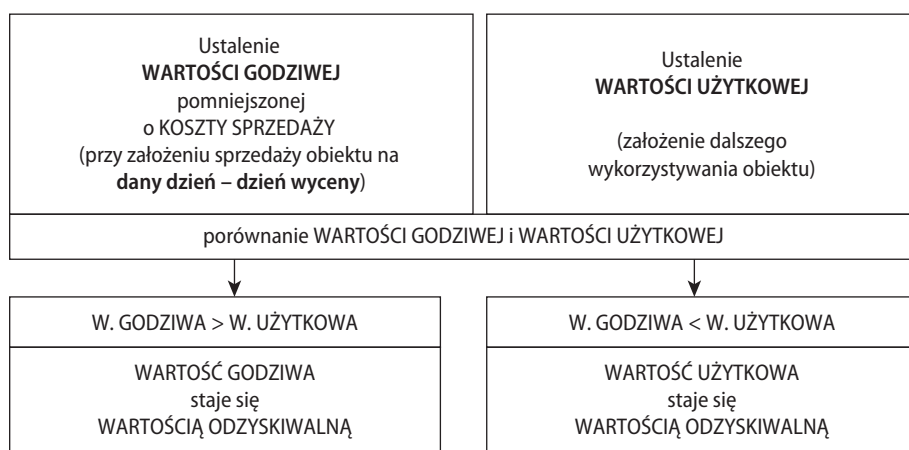 Ustalenie
WARTOŚCI GODZIWEJ
pomniejszonej
o KOSZTY SPRZEDAŻY
(przy założeniu sprzedaży obiektu na
dany dzień – dzień wyceny)
Ustalenie
WARTOŚCI UŻYTKOWEJ
(założenie dalszego
wykorzystywania obiektu)
porównanie WARTOŚCI GODZIWEJ i WARTOŚCI UŻYTKOWEJ
W. GODZIWA > W. UŻYTKOWA
WARTOŚĆ GODZIWA
staje się
WARTOŚCIĄ ODZYSKIWALNĄ
W. GODZIWA < W. UŻYTKOWA
WARTOŚĆ UŻYTKOWA
staje się
WARTOŚCIĄ ODZYSKIWALNĄ